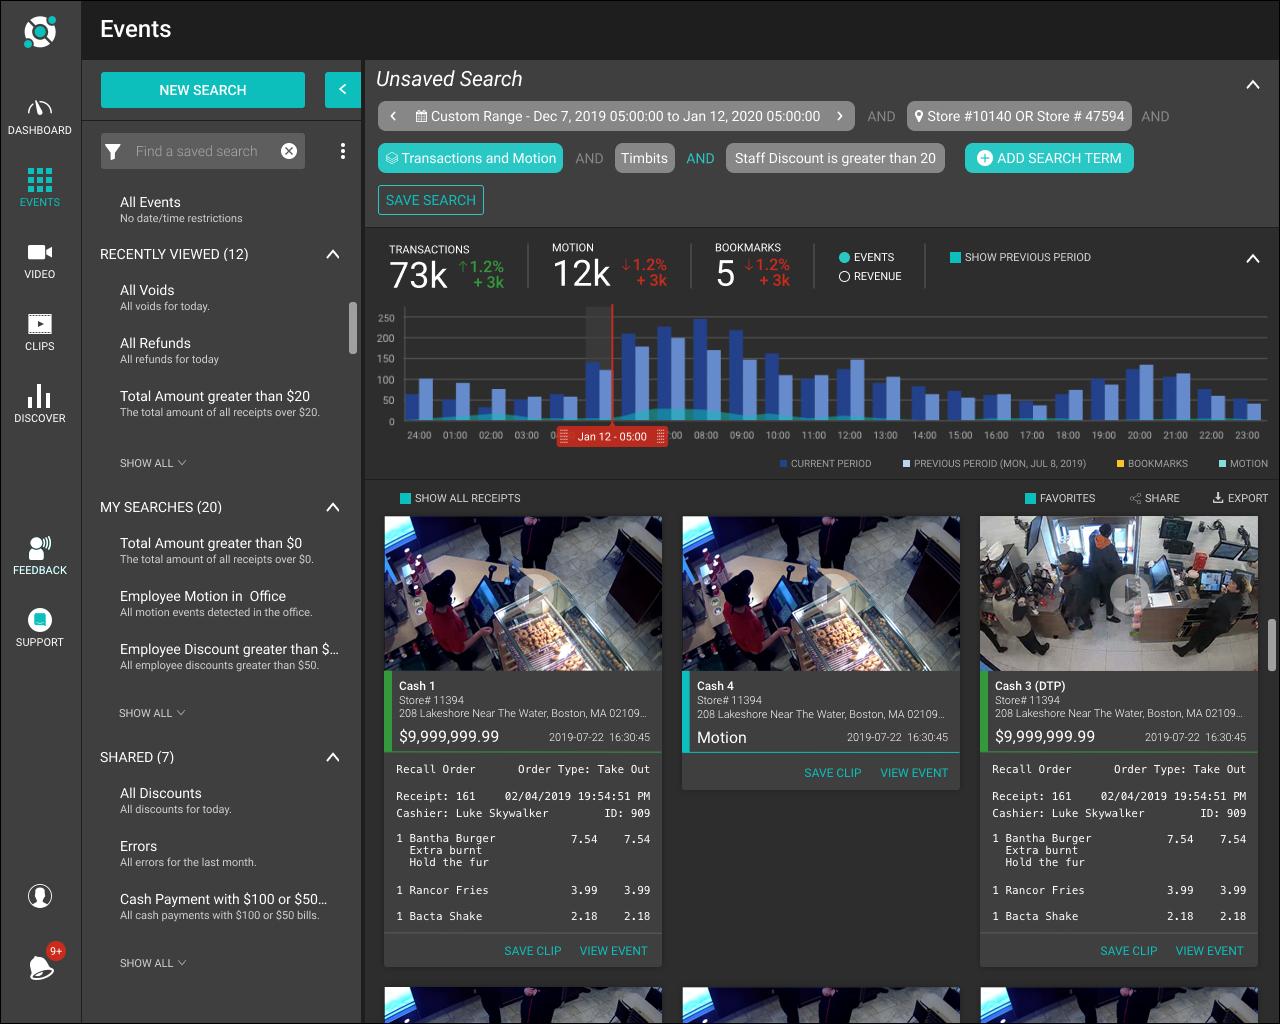 Events
DASHBOARD
EVENTS
VIDEO
CLIPS
DISCOVER
FEEDBACK
SUPPORT
9+
NEW SEARCH
<
Find a saved search
All Events
No date/time restrictions
RECENTLY VIEWED (12)
All Voids
All voids for today.
All Refunds
All refunds for today
Total Amount greater than $20
The total amount of all receipts over $20.
SHOW ALL
MY SEARCHES (20)
Total Amount greater than $0
The total amount of all receipts over $0.
Employee Motion in Office
All motion events detected in the office.
Employee Discount greater than $...
All employee discounts greater than $50.
SHOW ALL
SHARED (7)
All Discounts
All discounts for today.
Errors
All errors for the last month.
Cash Payment with $100 or $50...
All cash payments with $100 or $50 bills.
SHOW ALL
Unsaved Search
Custom Range - Dec 7, 2019 05:00:00 to Jan 12, 2020 05:00:00 AND Store #10140 OR Store # 47594 AND
Transactions and Motion AND Timbits AND Staff Discount is greater than 20 ADD SEARCH TERM
SAVE SEARCH
TRANSACTIONS
73k ↑1.2%
+ 3k
MOTION
12k ↓1.2%
+ 3k
BOOKMARKS
5 ↓1.2%
+ 3k
EVENTS
REVENUE
SHOW PREVIOUS PERIOD
250
200
150
100
50
0
24:00 01:00 02:00 03:00 0 Jan 12 - 05:00 :00 08:00 09:00 10:00 11:00 12:00 13:00 14:00 15:00 16:00 17:00 18:00 19:00 20:00 21:00 22:00 23:00
CURRENT PERIOD PREVIOUS PEROID (MON, JUL 8, 2019) BOOKMARKS MOTION
SHOW ALL RECEIPTS FAVORITES SHARE EXPORT
Cash 1
Store# 11394
208 Lakeshore Near The Water, Boston, MA 02109...
$9,999,999.99 2019-07-22 16:30:45
Recall Order Order Type: Take Out
Receipt: 161 02/04/2019 19:54:51 PM
Cashier: Luke Skywalker ID: 909
1 Bantha Burger 7.54 7.54
Extra burnt
Hold the fur
1 Rancor Fries 3.99 3.99
1 Bacta Shake 2.18 2.18
SAVE CLIP VIEW EVENT
Cash 4
Store# 11394
208 Lakeshore Near The Water, Boston, MA 02109...
Motion 2019-07-22 16:30:45
SAVE CLIP VIEW EVENT
Cash 3 (DTP)
Store# 11394
208 Lakeshore Near The Water, Boston, MA 02109...
$9,999,999.99 2019-07-22 16:30:45
Recall Order Order Type: Take Out
Receipt: 161 02/04/2019 19:54:51 PM
Cashier: Luke Skywalker ID: 909
1 Bantha Burger 7.54 7.54
Extra burnt
Hold the fur
1 Rancor Fries 3.99 3.99
1 Bacta Shake 2.18 2.18
SAVE CLIP VIEW EVENT